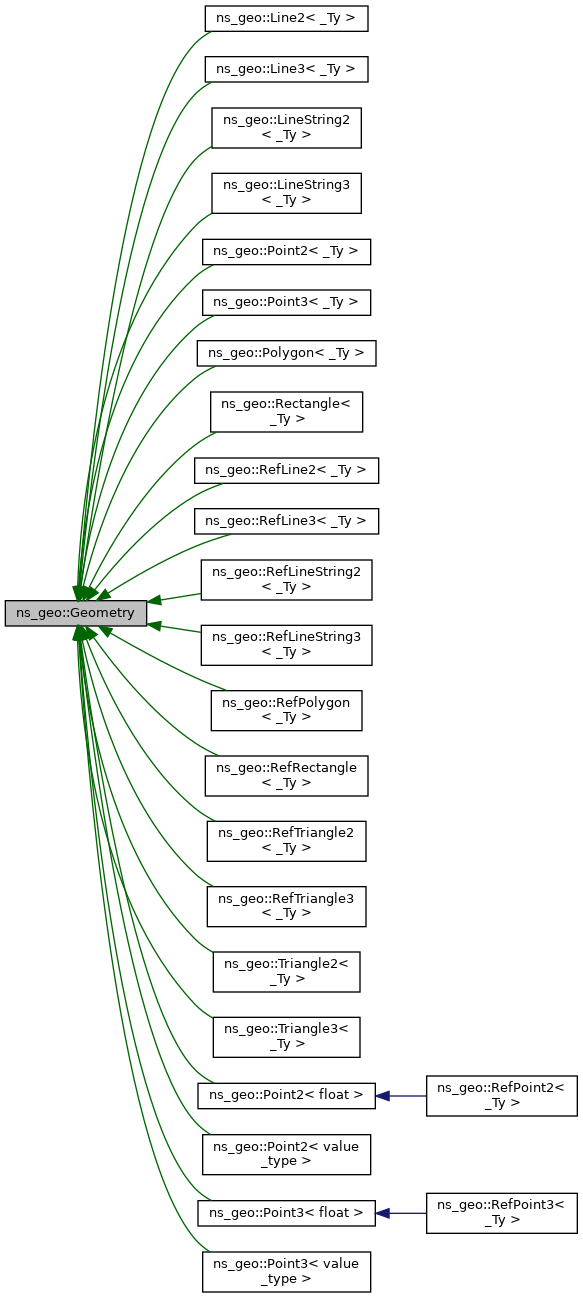 ns_geo::Line2< _Ty >
ns_geo::Line3< _Ty >
ns_geo::LineString2
< _Ty >
ns_geo::LineString3
< _Ty >
ns_geo::Point2< _Ty >
ns_geo::Point3< _Ty >
ns_geo::Polygon< _Ty >
ns_geo::Rectangle<
_Ty >
ns_geo::RefLine2< _Ty >
ns_geo::RefLine3< _Ty >
ns_geo::RefLineString2
< _Ty >
ns_geo::Geometry
ns_geo::RefLineString3
< _Ty >
ns_geo::RefPolygon
< _Ty >
ns_geo::RefRectangle
< _Ty >
ns_geo::RefTriangle2
< _Ty >
ns_geo::RefTriangle3
< _Ty >
ns_geo::Triangle2<
_Ty >
ns_geo::Triangle3<
_Ty >
ns_geo::Point2< float >
ns_geo::RefPoint2<
_Ty >
ns_geo::Point2< value
_type >
ns_geo::Point3< float >
ns_geo::RefPoint3<
_Ty >
ns_geo::Point3< value
_type >